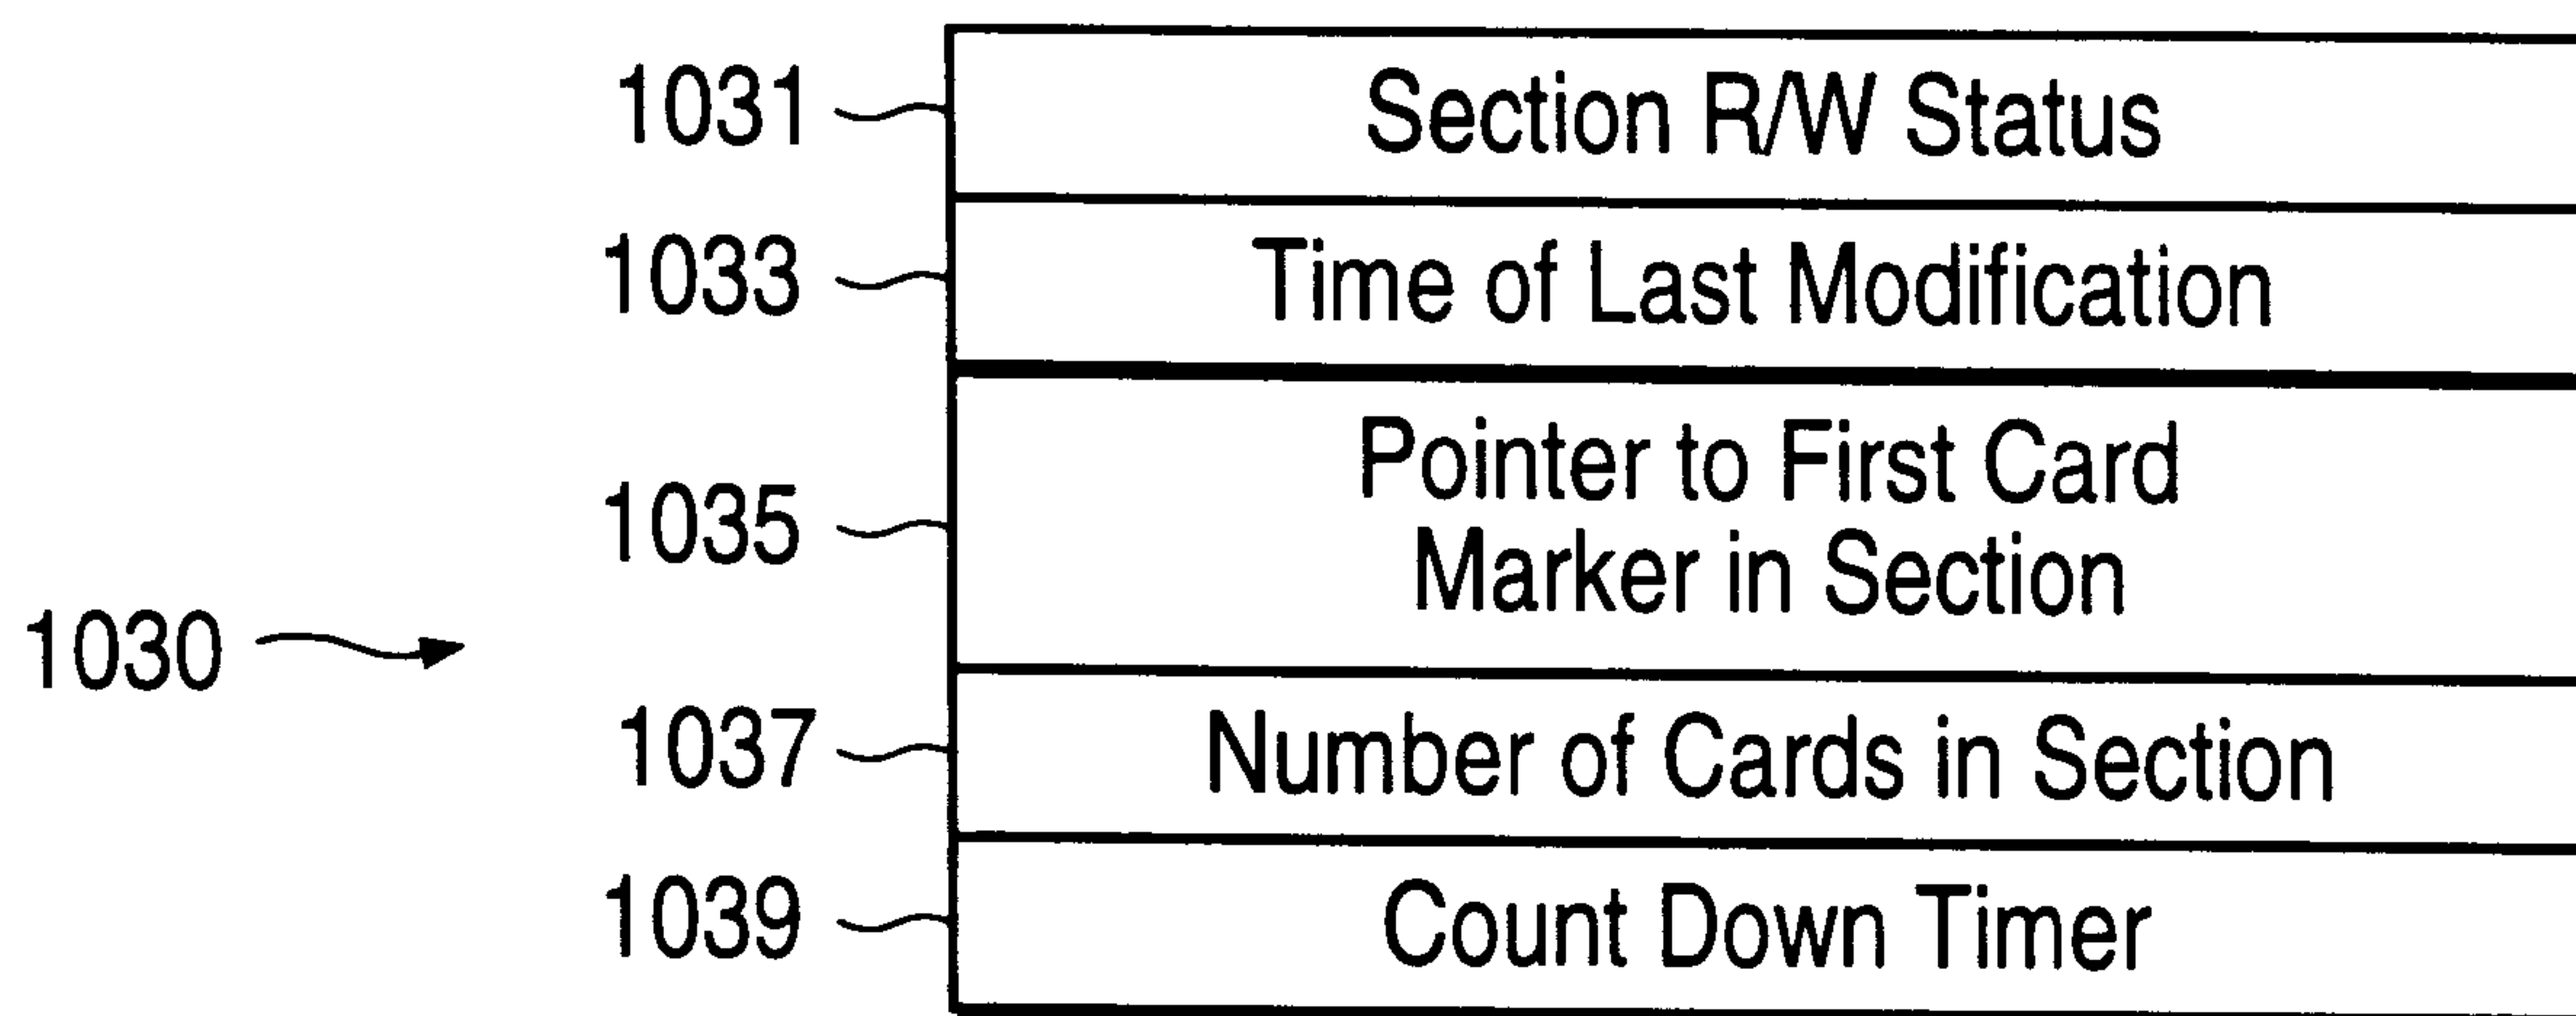 1031 Section R/W Status
1033 Time of Last Modification
Pointer to First Card
1035
Marker in Section
1030
1037 Number of Cards in Section
1039 Count Down Timer